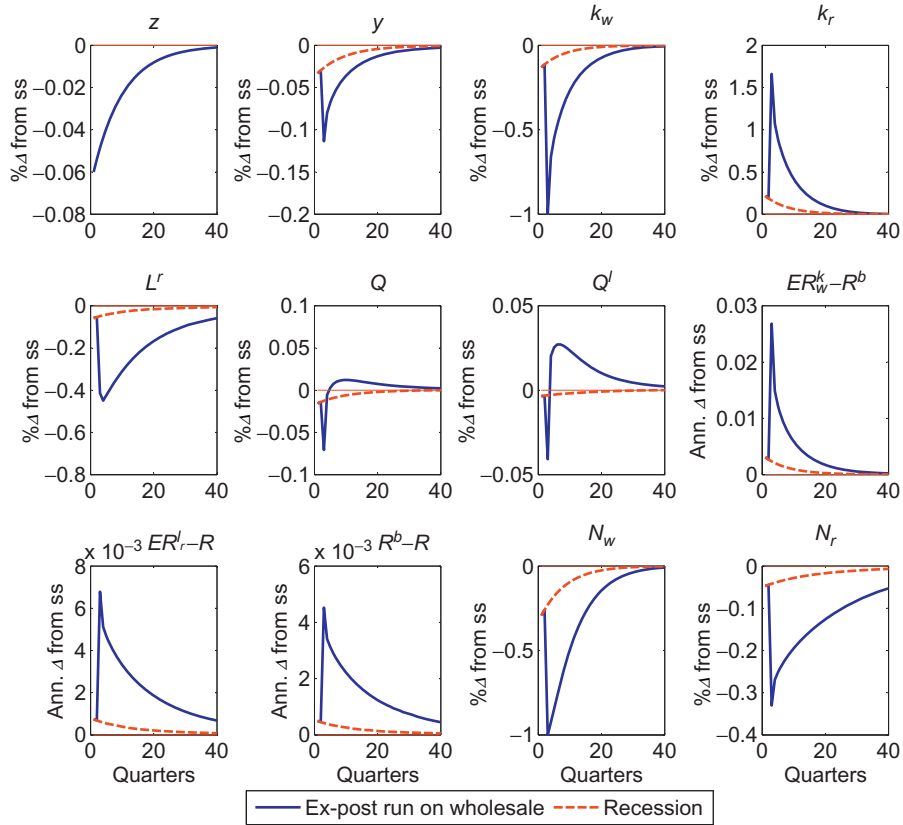 z
y
k_w
k_r
%Δ from ss
0
−0.02
−0.04
−0.06
−0.08
0 20 40
%Δ from ss
0
−0.05
−0.1
−0.15
−0.2
0 20 40
%Δ from ss
0
−0.5
−1
0 20 40
%Δ from ss
2
1.5
1
0.5
0
0 20 40
L^r
Q
Q^l
ER^k_w−R^b
%Δ from ss
0
−0.2
−0.4
−0.6
−0.8
0 20 40
%Δ from ss
0.1
0.05
0
−0.05
−0.1
0 20 40
%Δ from ss
0.05
0
−0.05
0 20 40
Ann. Δ from ss
0.03
0.02
0.01
0
0 20 40
x 10^−3 ER^l_r−R
x 10^−3 R^b−R
N_w
N_r
Ann. Δ from ss
8
6
4
2
0
0 20 40
Quarters
Ann. Δ from ss
6
4
2
0
0 20 40
Quarters
%Δ from ss
0
−0.5
−1
0 20 40
Quarters
%Δ from ss
0
−0.1
−0.2
−0.3
−0.4
0 20 40
Quarters
Ex-post run on wholesale
Recession